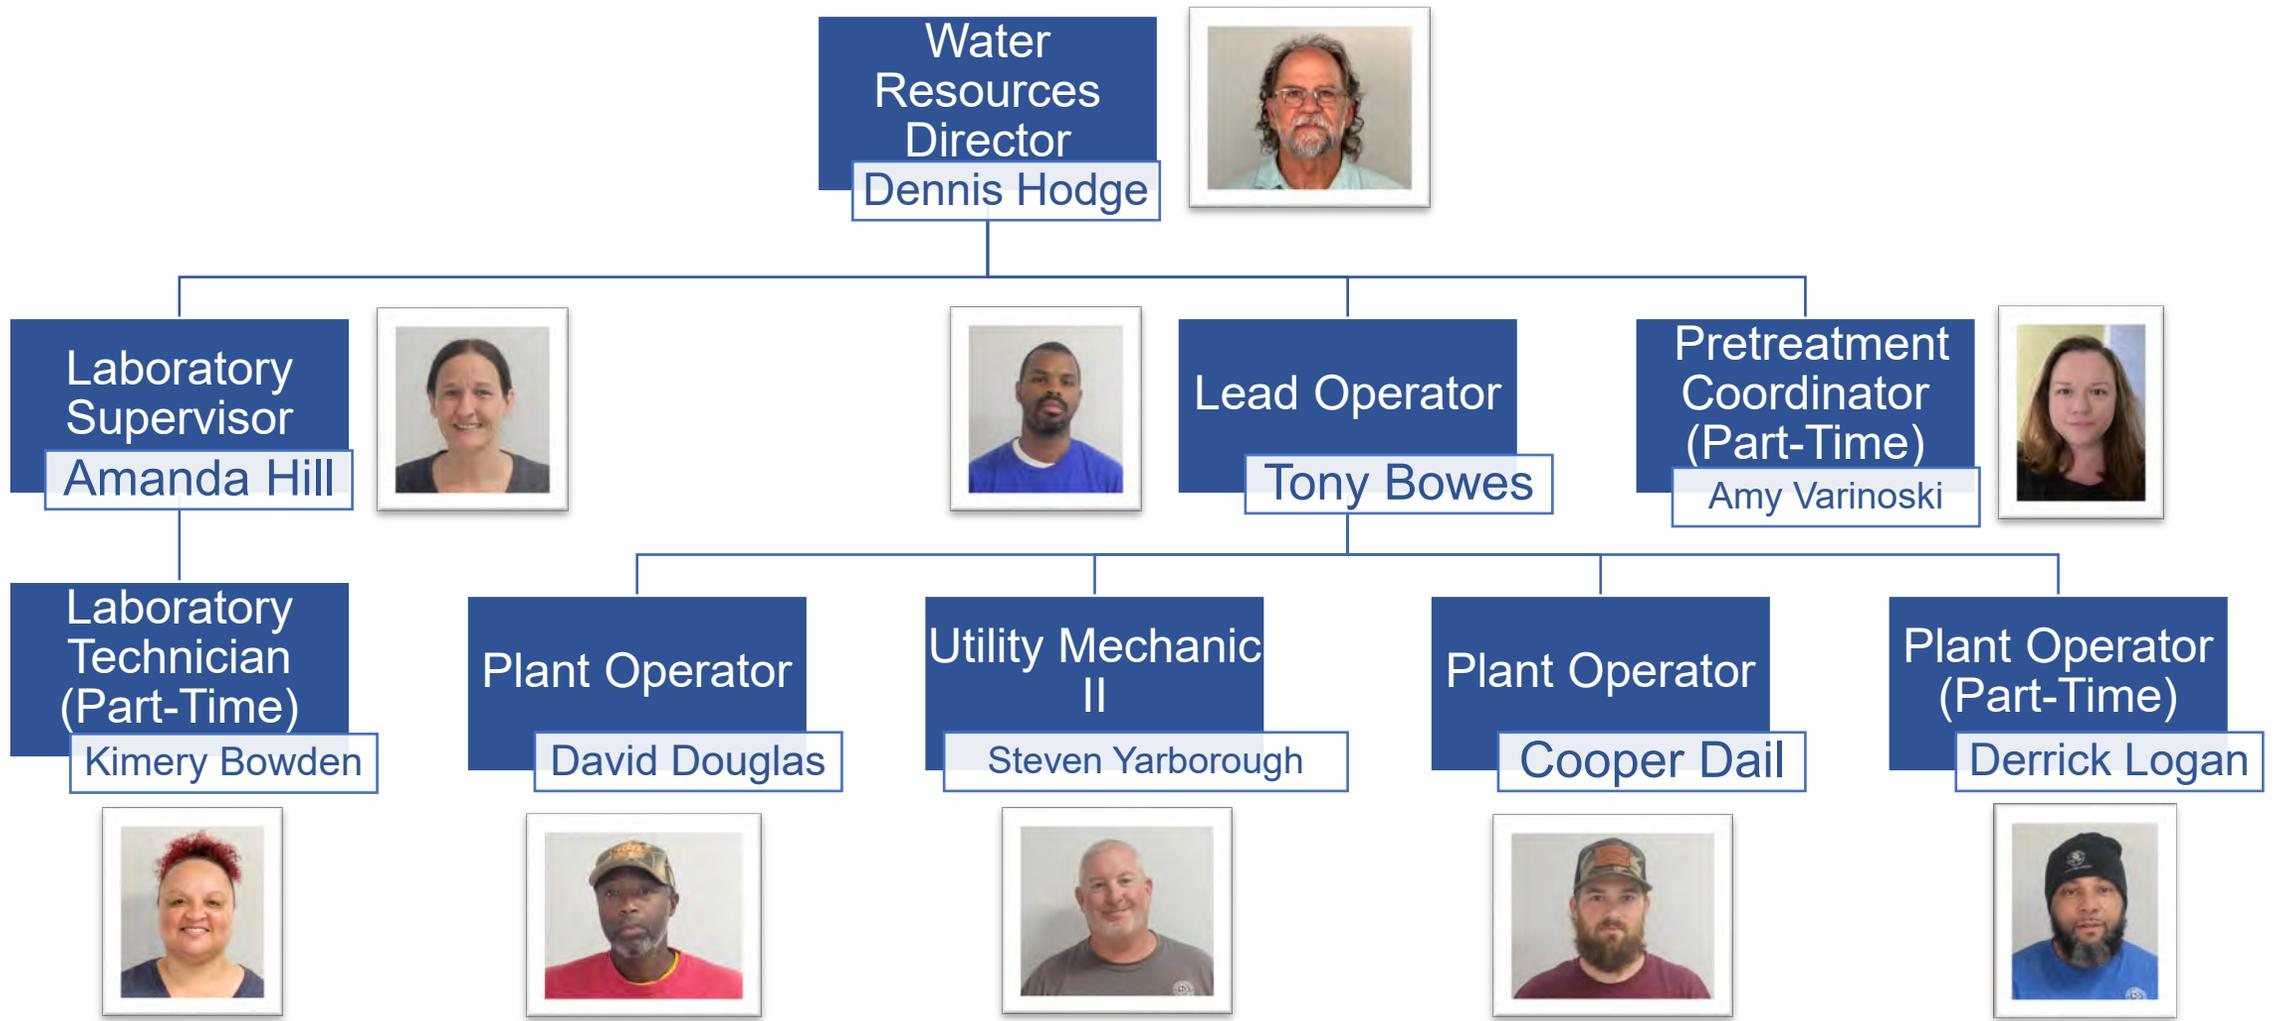 Water
Resources
Director
Dennis Hodge
Laboratory
Supervisor
Amanda Hill
Lead Operator
Tony Bowes
Pretreatment
Coordinator
(Part-Time)
Amy Varinoski
Laboratory
Technician
(Part-Time)
Kimery Bowden
Plant Operator
David Douglas
Utility Mechanic
II
Steven Yarborough
Plant Operator
Cooper Dail
Plant Operator
(Part-Time)
Derrick Logan